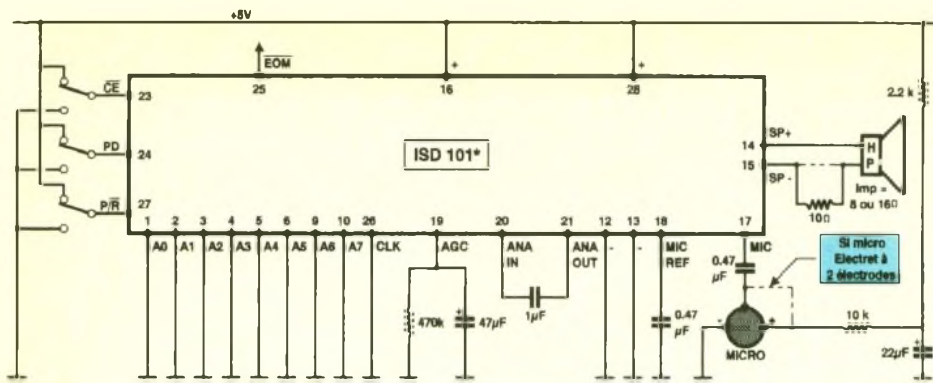 +5V
EOM
25
16
+
28
+
2.2 k
CE
23
PD
24
P/R
27
ISD 101*
14
SP+
15
SP -
H
P
Imp =
8 ou 16Ω
10Ω
1
2
3
4
5
6
9
10
26
19
20
21
12
13
18
17
A0
A1
A2
A3
A4
A5
A6
A7
CLK
AGC
ANA
IN
ANA
OUT
-
-
MIC
REF
MIC
470k
+
47µF
1µF
0.47
µF
0.47
µF
Si micro
Electret à
2 électrodes
-
+
MICRO
10 k
+
22µF